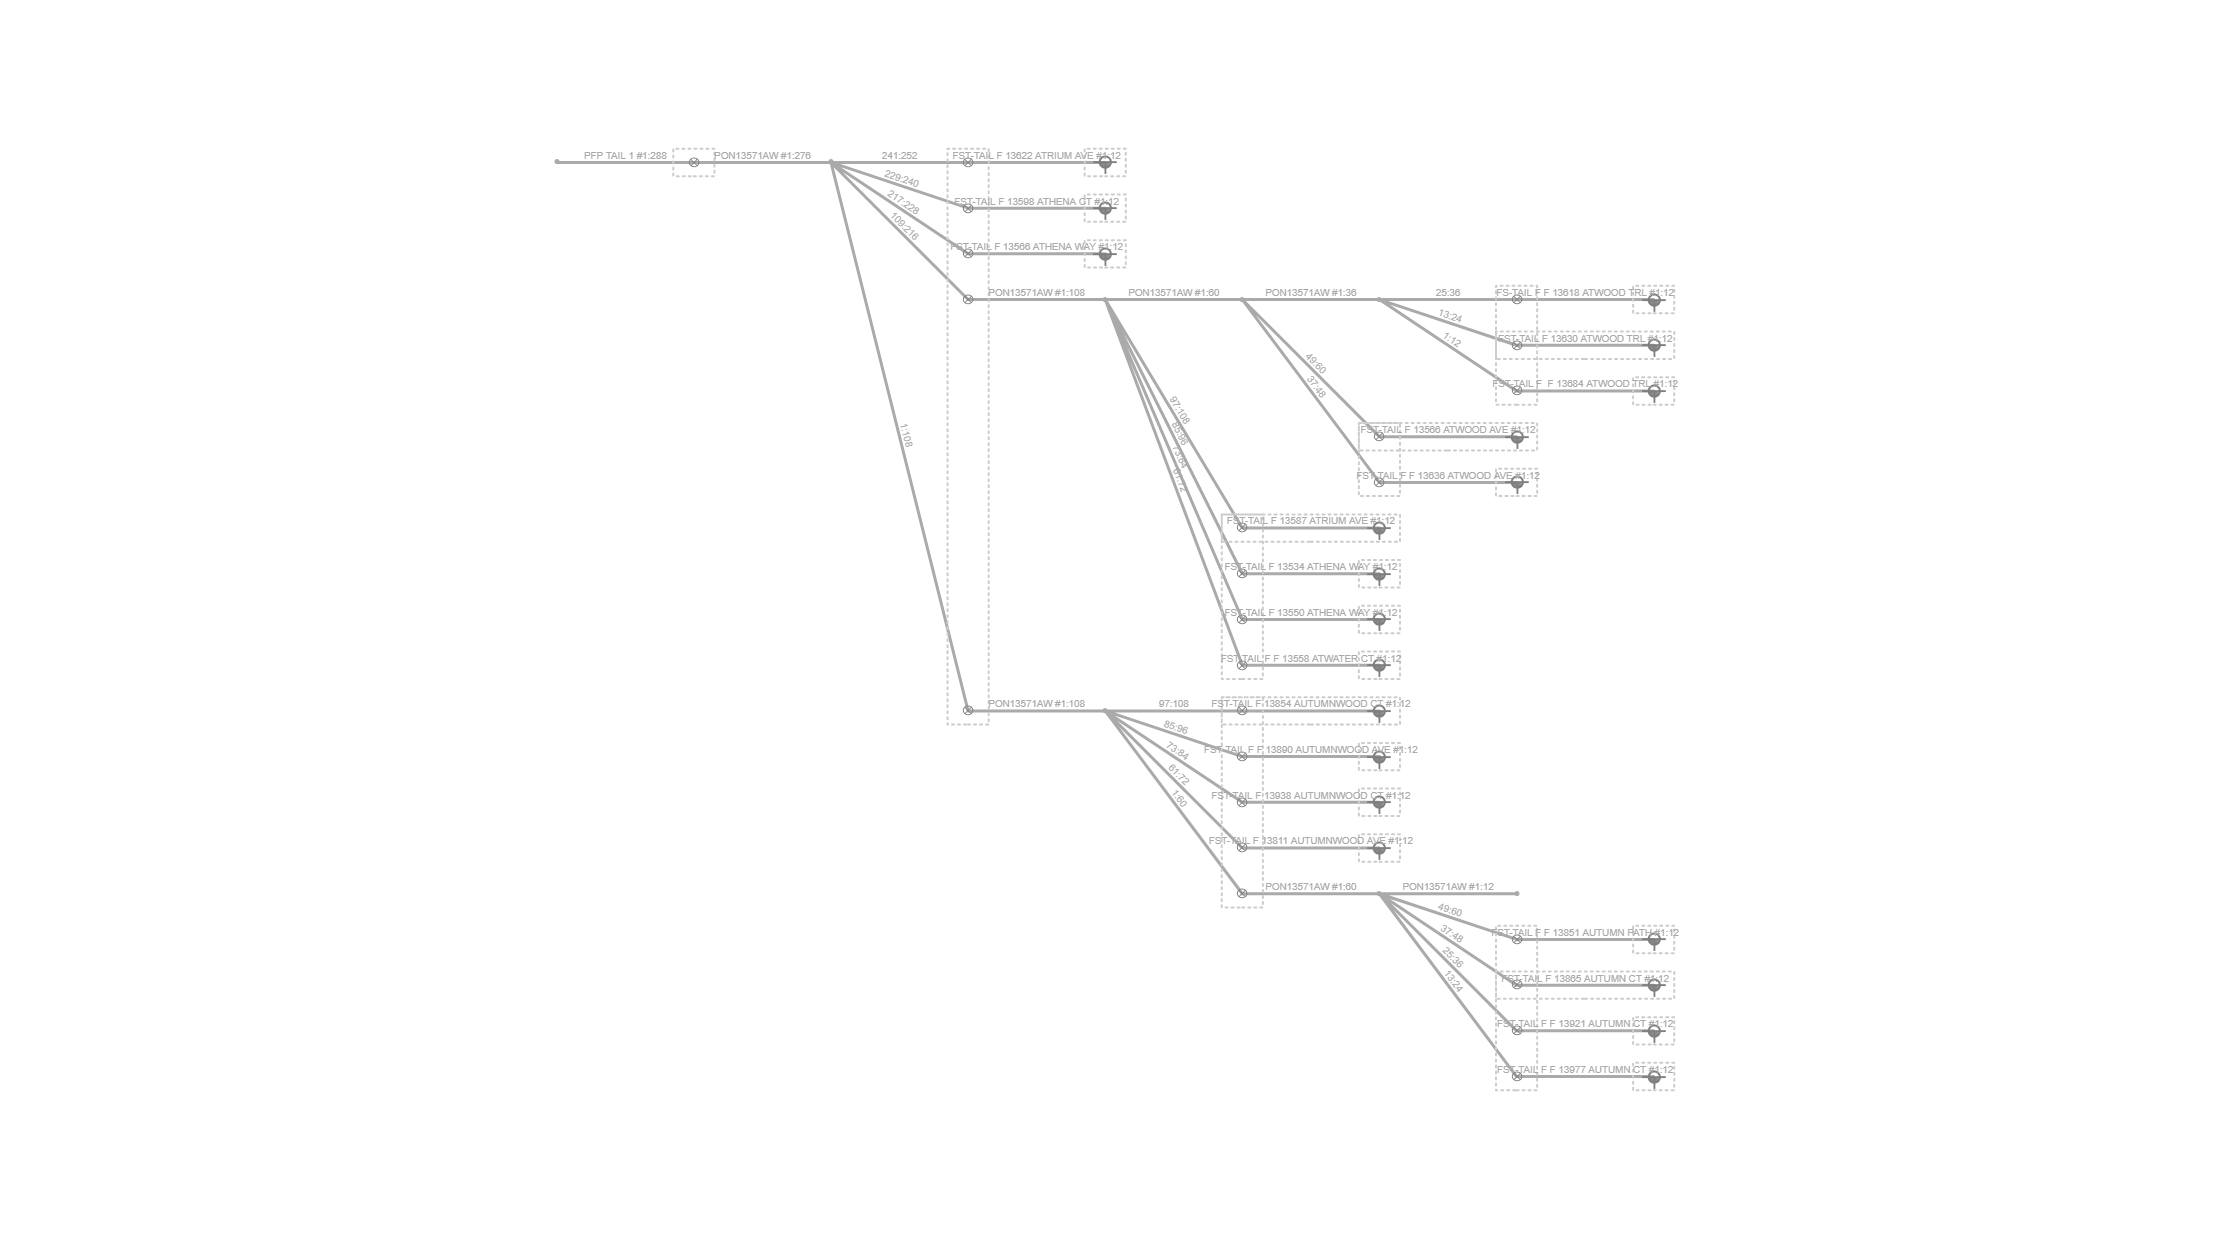 PFP TAIL 1 #1:288
PON13571AW #1:276
241:252
FST-TAIL F 13622 ATRIUM AVE #1:12
229:240
FST-TAIL F 13598 ATHENA CT #1:12
217:228
109:216
FST-TAIL F 13566 ATHENA WAY #1:12
PON13571AW #1:108
PON13571AW #1:60
PON13571AW #1:36
25:36
FS-TAIL F F 13618 ATWOOD TRL #1:12
13:24
FST-TAIL F 13630 ATWOOD TRL #1:12
1:12
FST-TAIL F F 13684 ATWOOD TRL #1:12
49:60
37:48
FST-TAIL F 13566 ATWOOD AVE #1:12
FST-TAIL F F 13636 ATWOOD AVE #1:12
97:108
85:96
73:84
61:72
1:108
FST-TAIL F 13587 ATRIUM AVE #1:12
FST-TAIL F 13534 ATHENA WAY #1:12
FST-TAIL F 13550 ATHENA WAY #1:12
FST-TAIL F F 13558 ATWATER CT #1:12
PON13571AW #1:108
97:108
FST-TAIL F 13854 AUTUMNWOOD CT #1:12
85:96
FST-TAIL F F 13890 AUTUMNWOOD AVE #1:12
73:84
61:72
FST-TAIL F 13938 AUTUMNWOOD CT #1:12
1:60
FST-TAIL F 13811 AUTUMNWOOD AVE #1:12
PON13571AW #1:60
PON13571AW #1:12
49:60
FST-TAIL F F 13851 AUTUMN PATH #1:12
37:48
25:36
FST-TAIL F 13865 AUTUMN CT #1:12
13:24
FST-TAIL F F 13921 AUTUMN CT #1:12
FST-TAIL F F 13977 AUTUMN CT #1:12